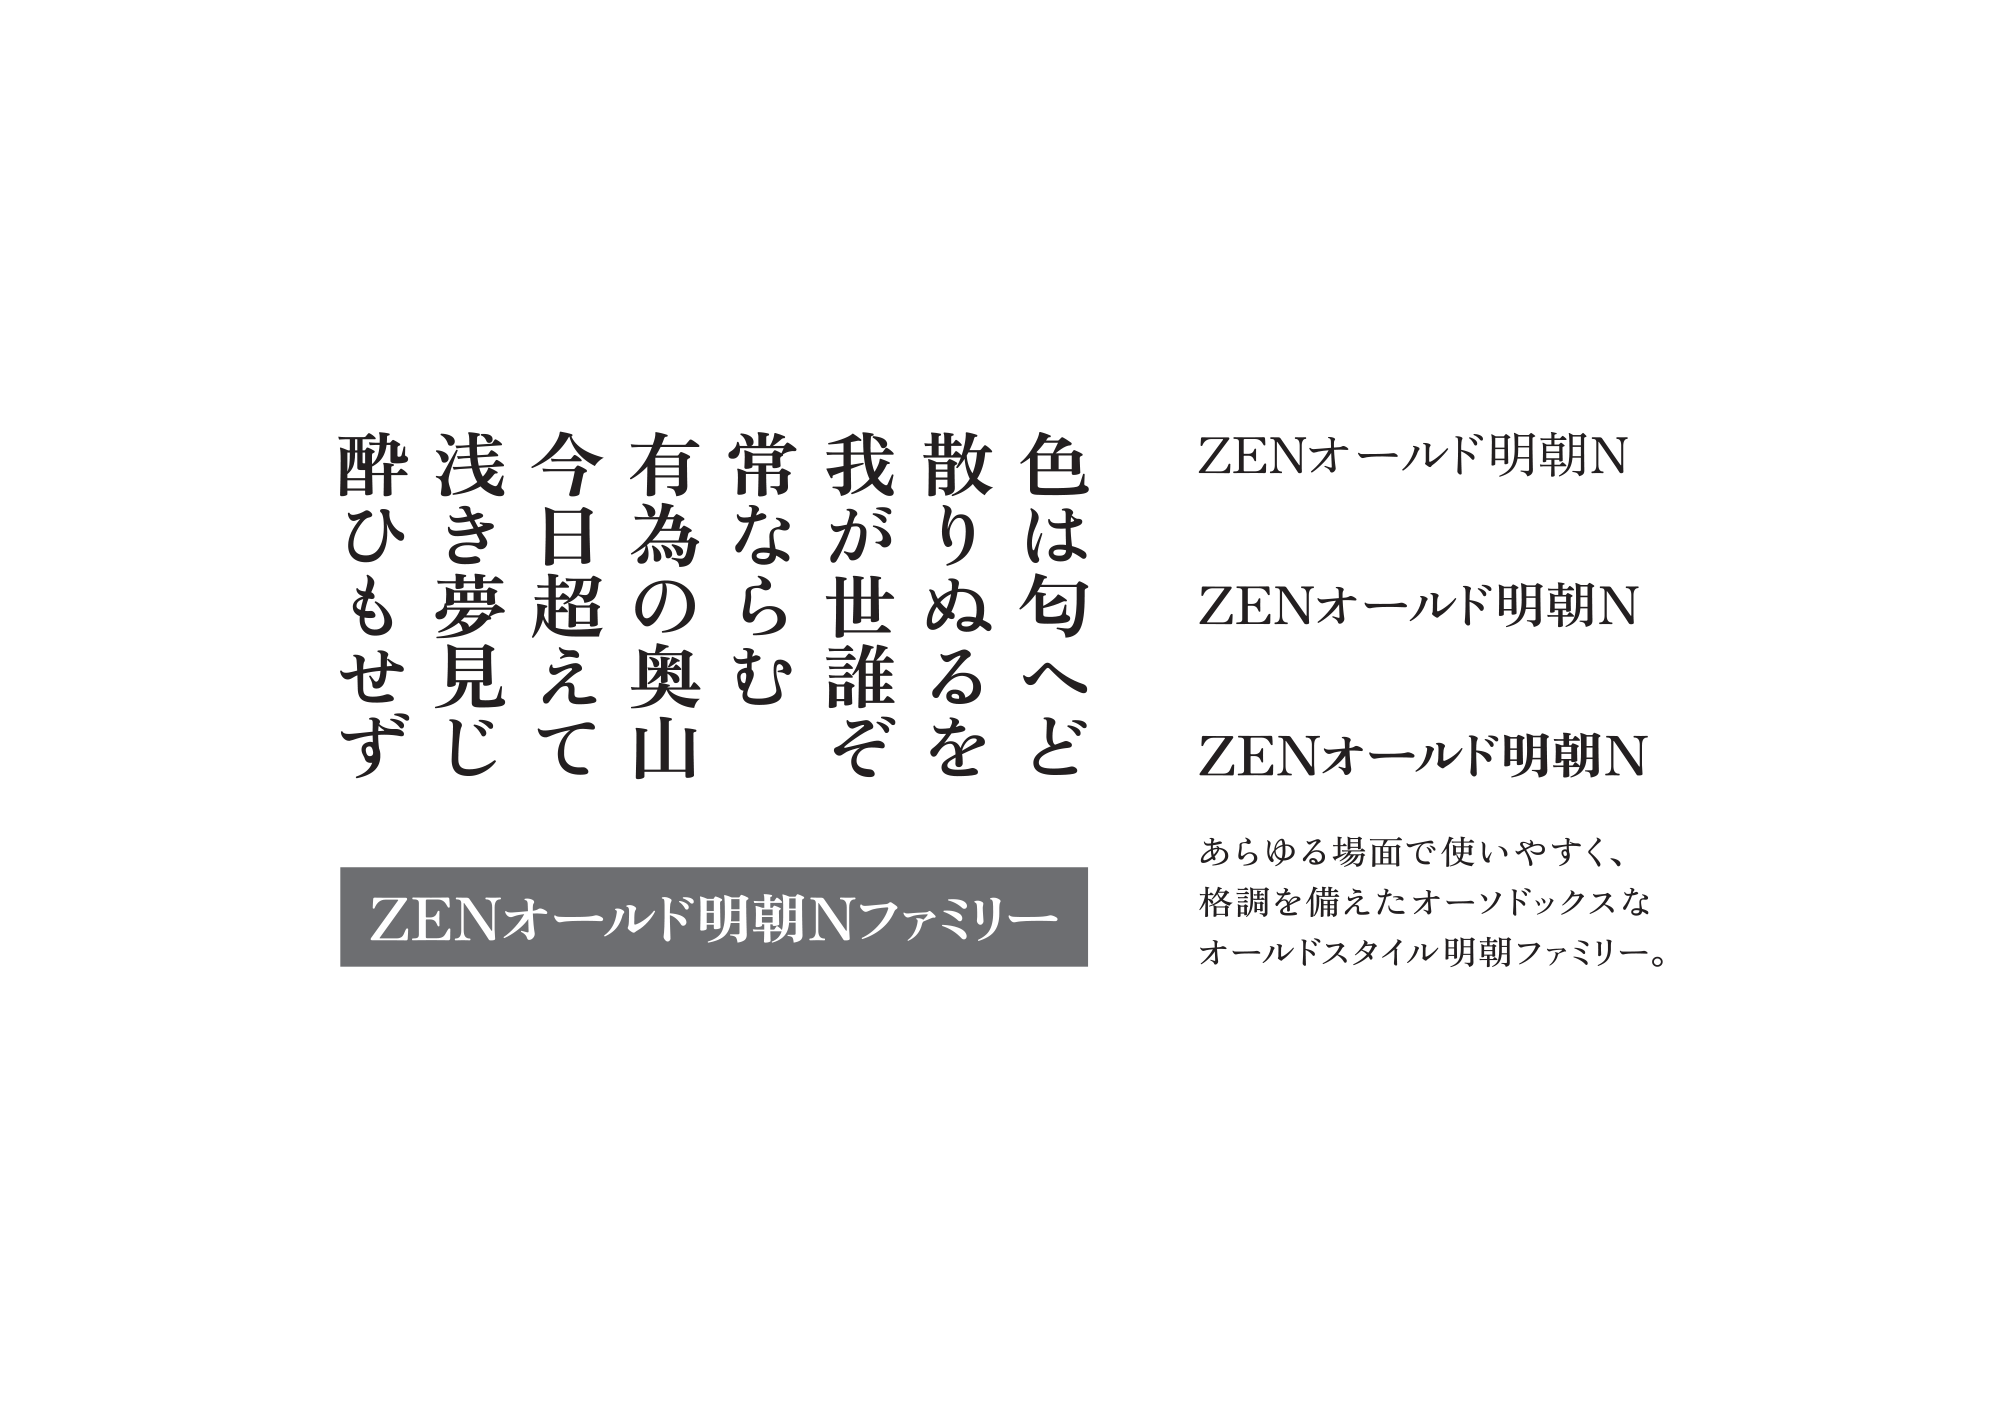 色は匂へど
散りぬるを
我が世誰ぞ
常ならむ
有為の奥山
今日超えて
浅き夢見じ
酔ひもせず
ZENオールド明朝Nファミリー
ZENオールド明朝N
ZENオールド明朝N
ZENオールド明朝N
あらゆる場面で使いやすく、
格調を備えたオーソドックスな
オールドスタイル明朝ファミリー。